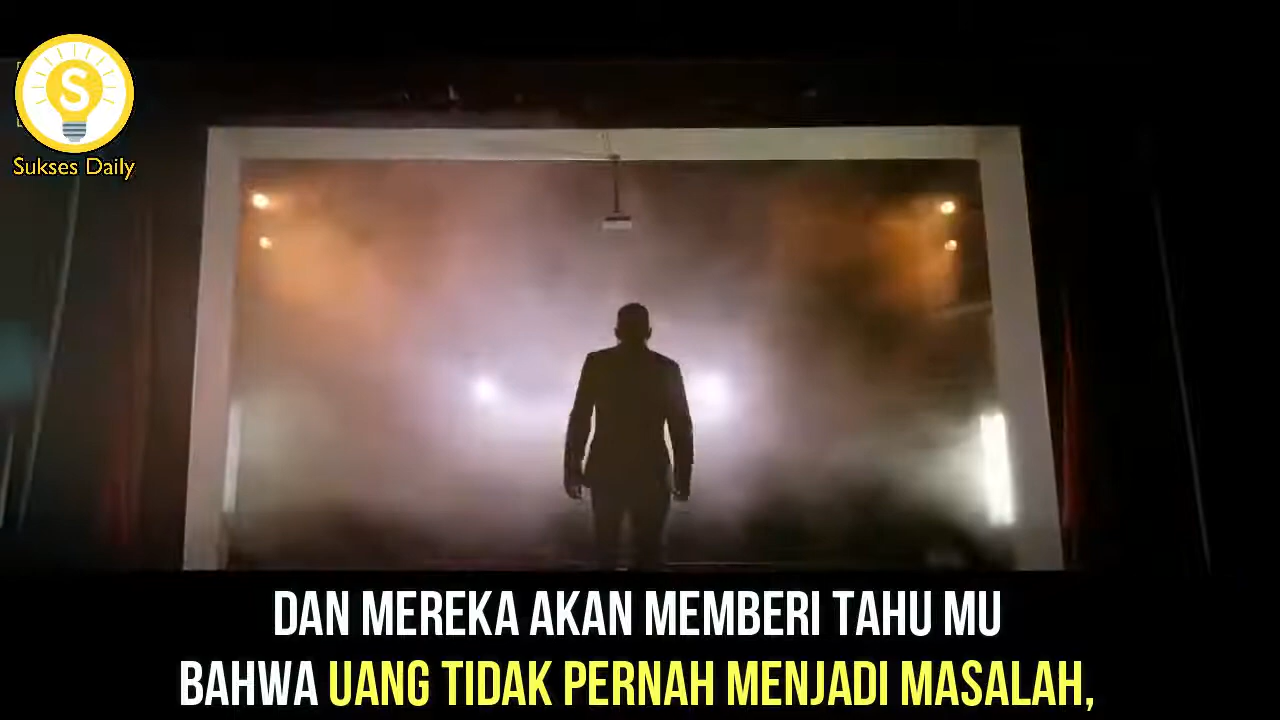 S
Sukses Daily
DAN MEREKA AKAN MEMBERI TAHU MU
BAHWA UANG TIDAK PERNAH MENJADI MASALAH,